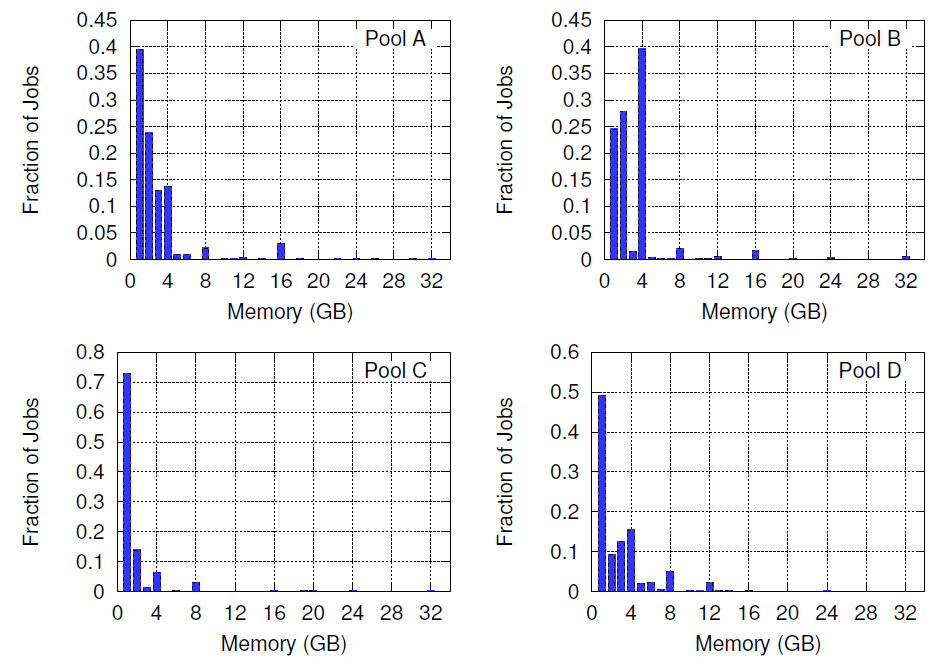 0.45
0.4
0.35
0.3
0.25
0.2
0.15
0.1
0.05
0
Fraction of Jobs
Pool A
0 4 8 12 16 20 24 28 32
Memory (GB)
0.45
0.4
0.35
0.3
0.25
0.2
0.15
0.1
0.05
0
Fraction of Jobs
Pool B
0 4 8 12 16 20 24 28 32
Memory (GB)
0.8
0.7
0.6
0.5
0.4
0.3
0.2
0.1
0
Fraction of Jobs
Pool C
0 4 8 12 16 20 24 28 32
Memory (GB)
0.6
0.5
0.4
0.3
0.2
0.1
0
Fraction of Jobs
Pool D
0 4 8 12 16 20 24 28 32
Memory (GB)